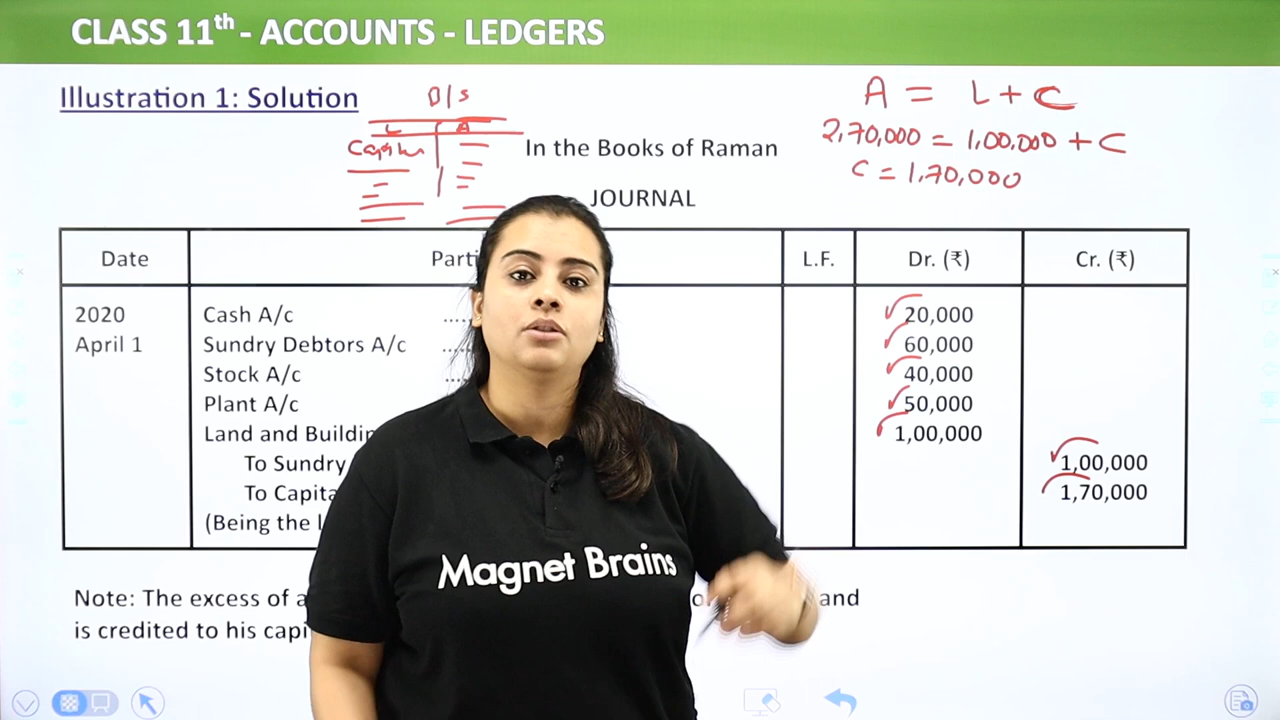 CLASS 11th - ACCOUNTS - LEDGERS
Illustration 1: Solution
B/S
L A
Capital
A = L + C
2,70,000 = 1,00,000 + C
C = 1,70,000
In the Books of Raman
JOURNAL
Date L.F. Dr. (₹) Cr. (₹)
2020 Cash A/c 20,000
April 1 Sundry Debtors A/c 60,000
Stock A/c 40,000
Plant A/c 50,000
Land and 1,00,000
To Sundry 1,00,000
To 1,70,000
(Being the
Magnet Brains
Note: The excess of and
is credited to his